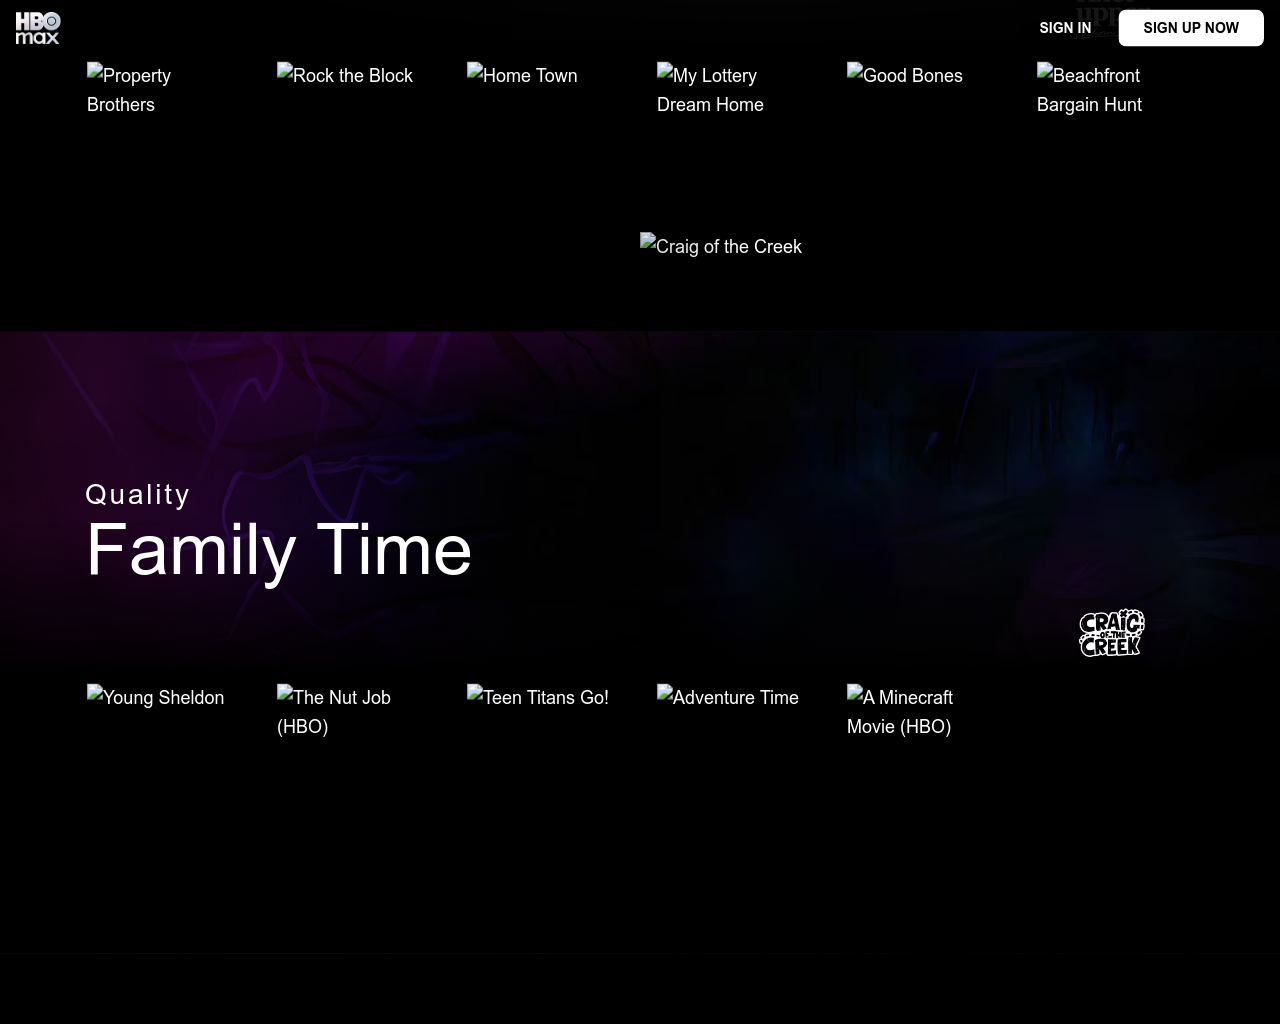 HBO
max
SIGN IN
SIGN UP NOW
Property
Brothers
Rock the Block
Home Town
My Lottery
Dream Home
Good Bones
Beachfront
Bargain Hunt
Craig of the Creek
Quality
Family Time
CRAIG
OF THE
CREEK
Young Sheldon
The Nut Job
(HBO)
Teen Titans Go!
Adventure Time
A Minecraft
Movie (HBO)